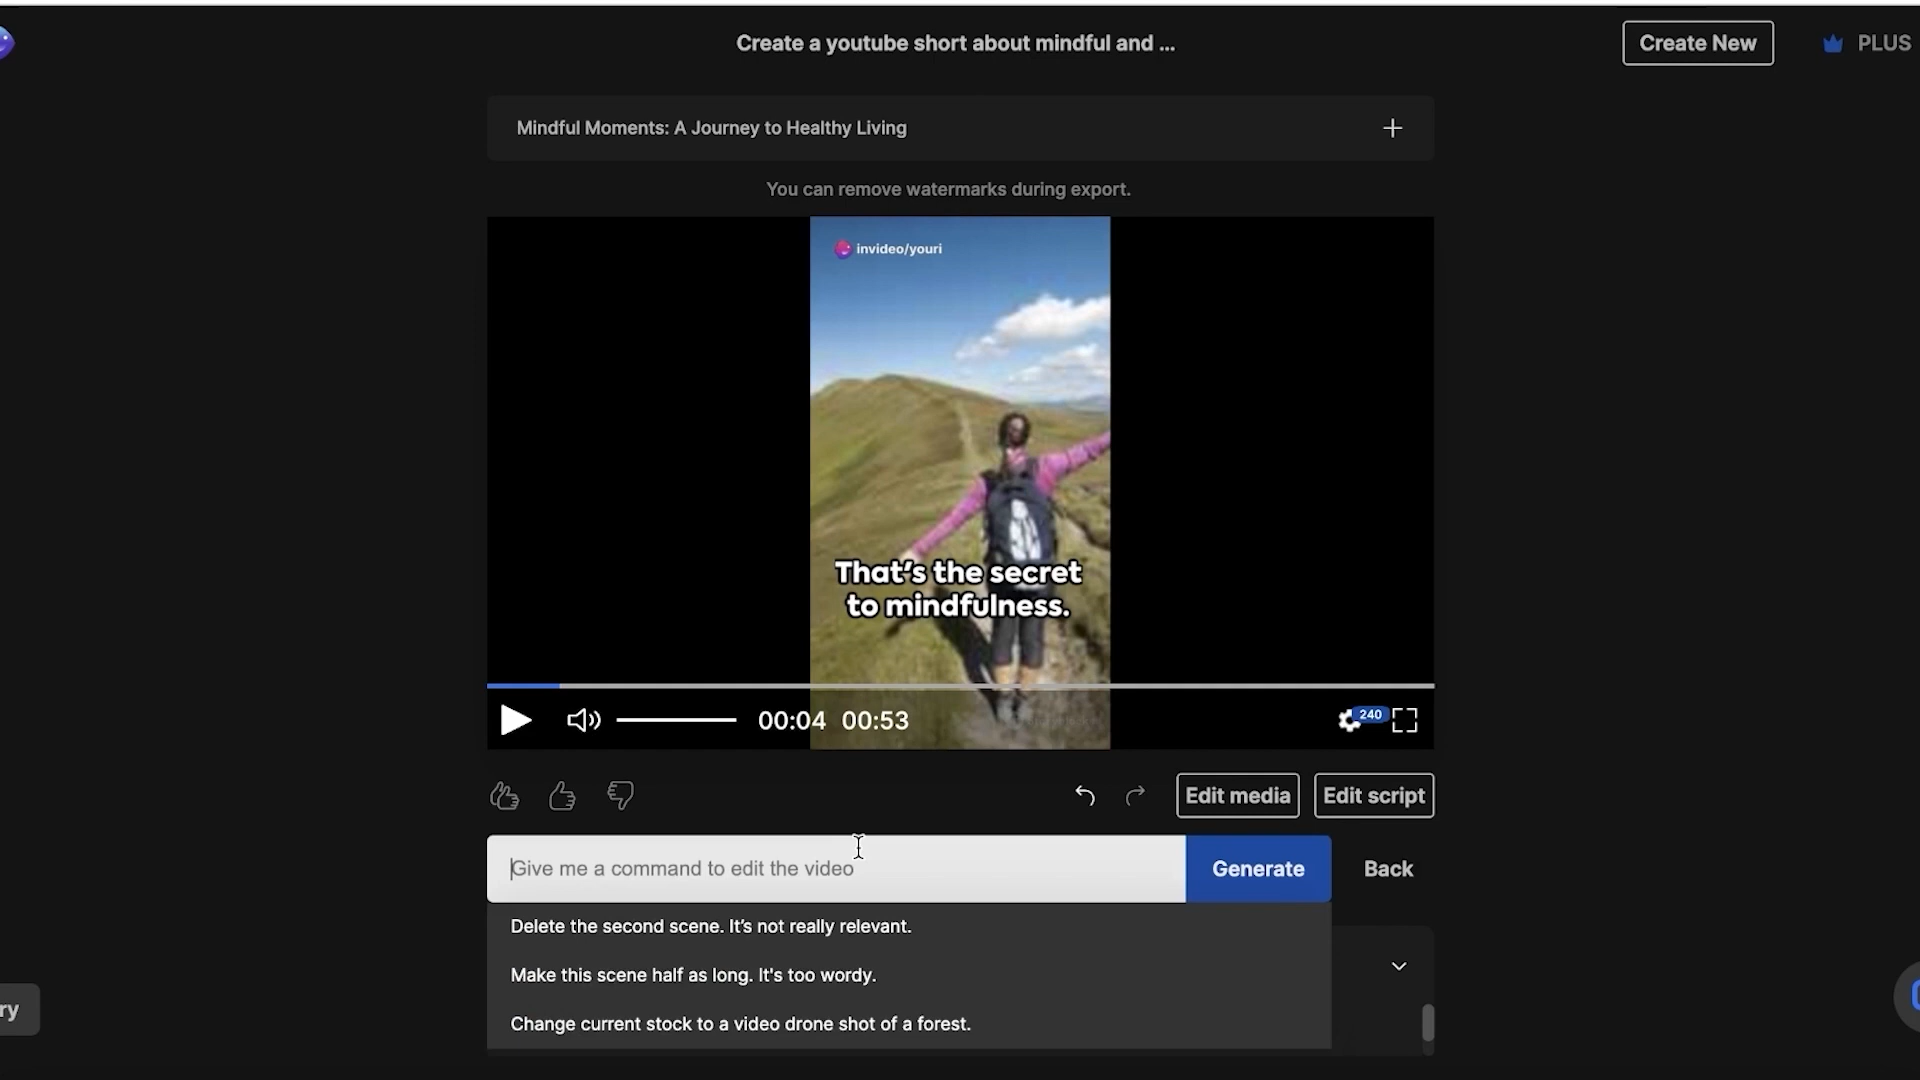 Create a youtube short about mindful and ...
Create New
PLUS
Mindful Moments: A Journey to Healthy Living
You can remove watermarks during export.
invideo/youri
That's the secret
to mindfulness.
00:04 00:53
240
Edit media
Edit script
Give me a command to edit the video
Generate
Back
Delete the second scene. It's not really relevant.
Make this scene half as long. It's too wordy.
ry
Change current stock to a video drone shot of a forest.